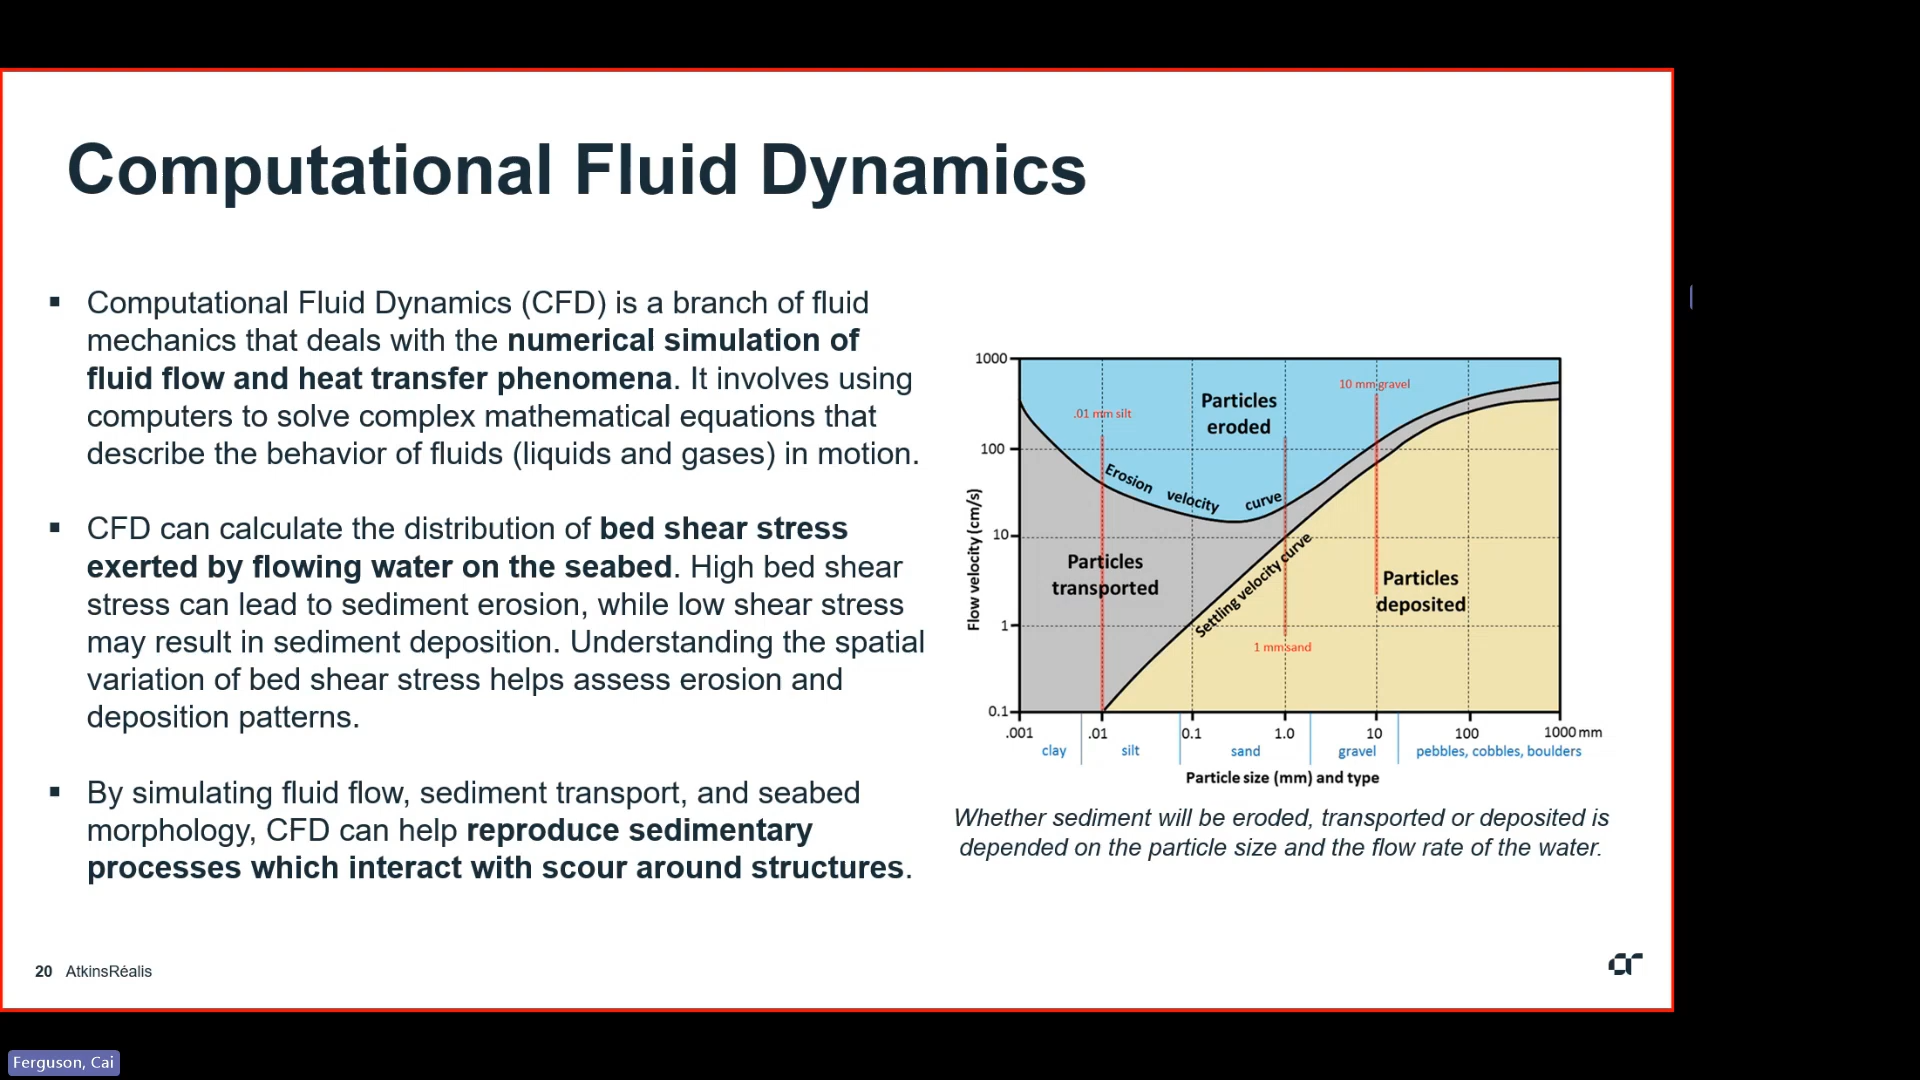 Computational Fluid Dynamics
▪ Computational Fluid Dynamics (CFD) is a branch of fluid
mechanics that deals with the numerical simulation of
fluid flow and heat transfer phenomena. It involves using
computers to solve complex mathematical equations that
describe the behavior of fluids (liquids and gases) in motion.
▪ CFD can calculate the distribution of bed shear stress
exerted by flowing water on the seabed. High bed shear
stress can lead to sediment erosion, while low shear stress
may result in sediment deposition. Understanding the spatial
variation of bed shear stress helps assess erosion and
deposition patterns.
▪ By simulating fluid flow, sediment transport, and seabed
morphology, CFD can help reproduce sedimentary
processes which interact with scour around structures.
1000
100
10
1
0.1
Flow velocity (cm/s)
.01 mm silt
Particles
eroded
10 mm gravel
Erosion velocity curve
Particles
transported
Settling velocity curve
Particles
deposited
1 mm sand
.001 .01 0.1 1.0 10 100 1000 mm
clay silt sand gravel pebbles, cobbles, boulders
Particle size (mm) and type
Whether sediment will be eroded, transported or deposited is
depended on the particle size and the flow rate of the water.
20 AtkinsRéalis
Ferguson, Cai